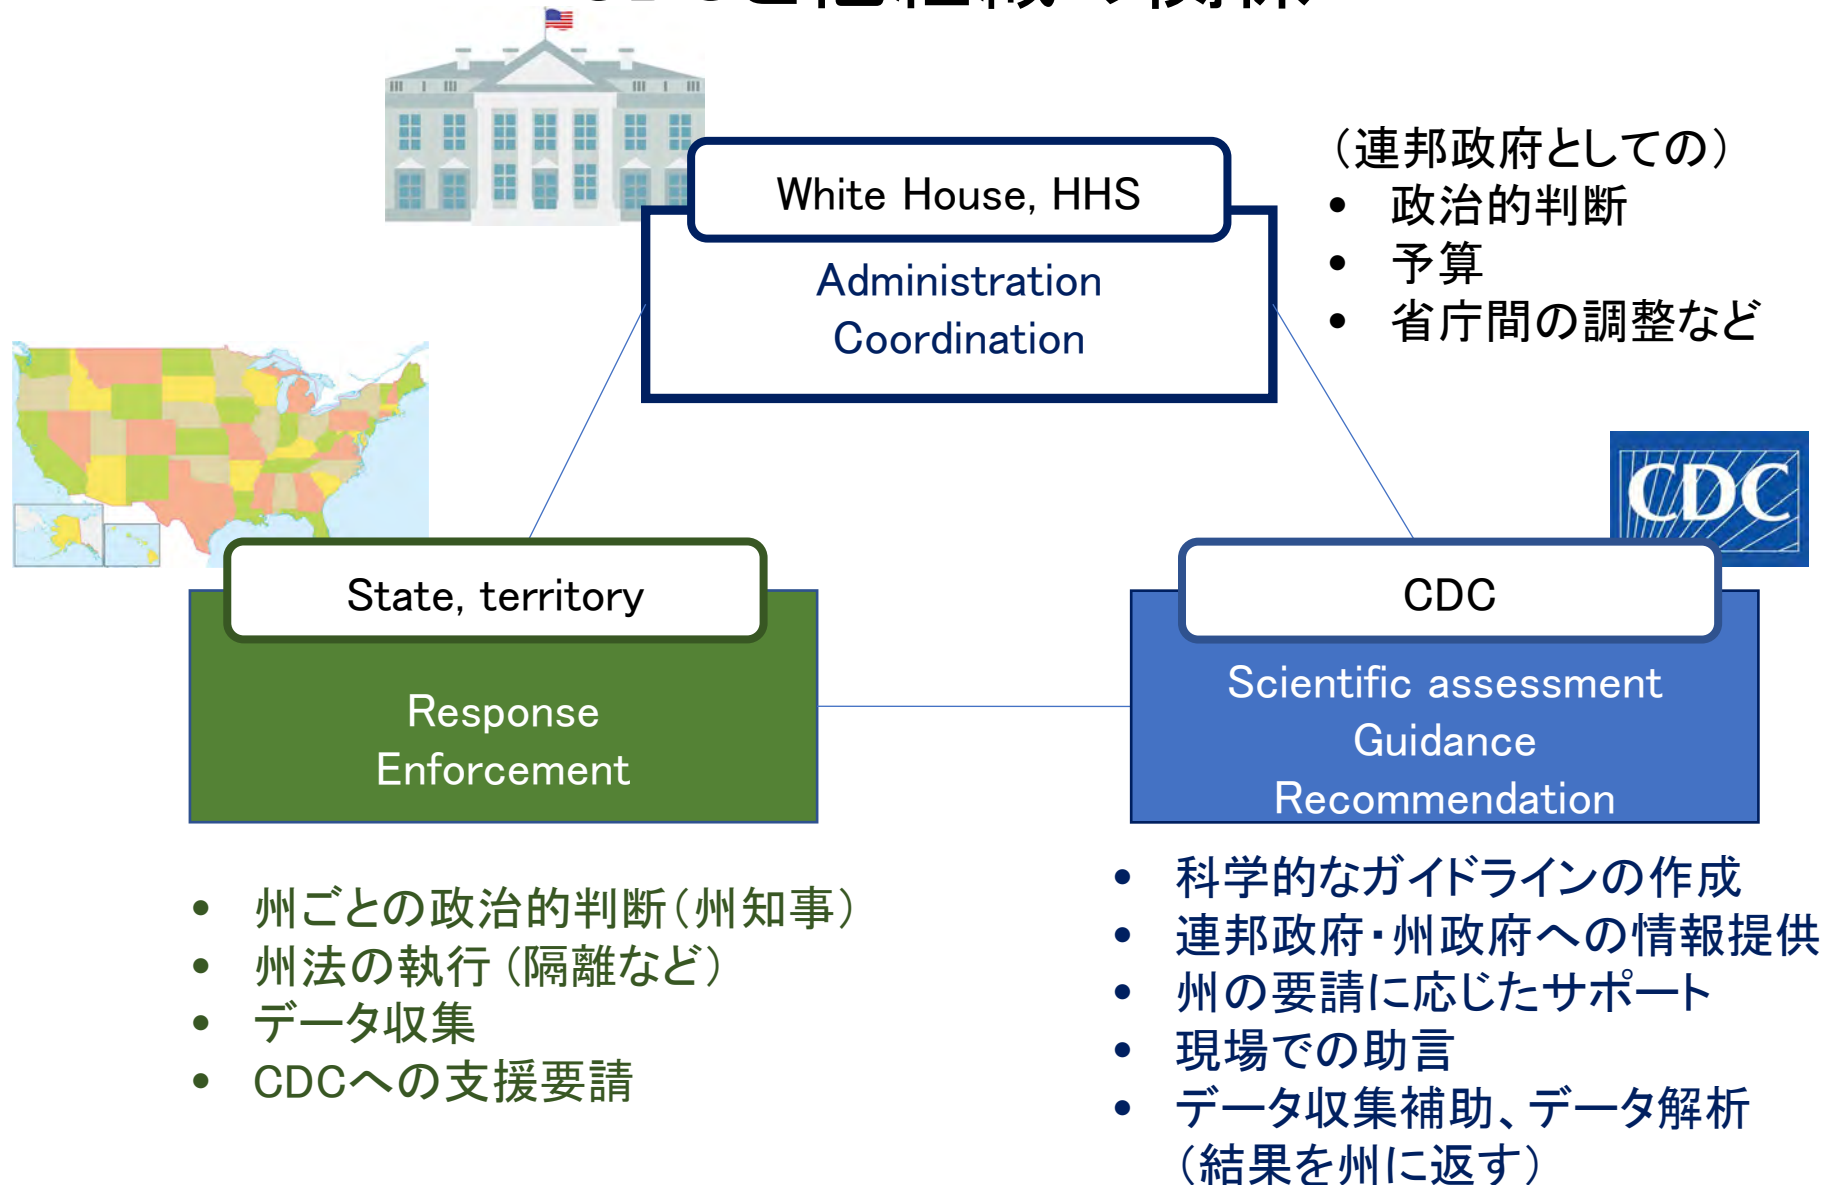 White House, HHS
Administration
Coordination
（連邦政府としての）
• 政治的判断
• 予算
• 省庁間の調整など
CDC
State, territory
Response
Enforcement
CDC
Scientific assessment
Guidance
Recommendation
• 州ごとの政治的判断（州知事）
• 州法の執行（隔離など）
• データ収集
• CDCへの支援要請
• 科学的なガイドラインの作成
• 連邦政府・州政府への情報提供
• 州の要請に応じたサポート
• 現場での助言
• データ収集補助、データ解析
（結果を州に返す）